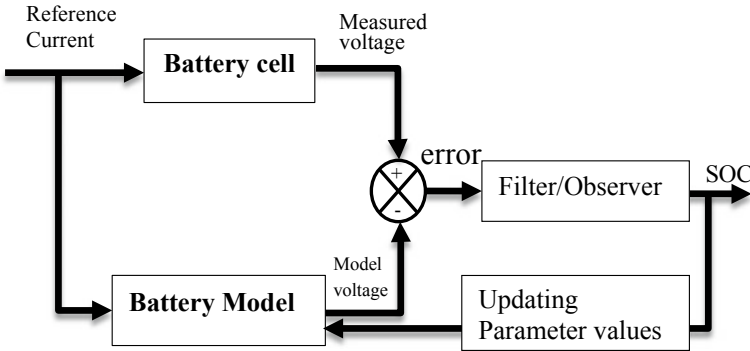 Reference
Current
Measured
voltage
Battery cell
+
error
-
Filter/Observer
SOC
Battery Model
Model
voltage
Updating
Parameter values